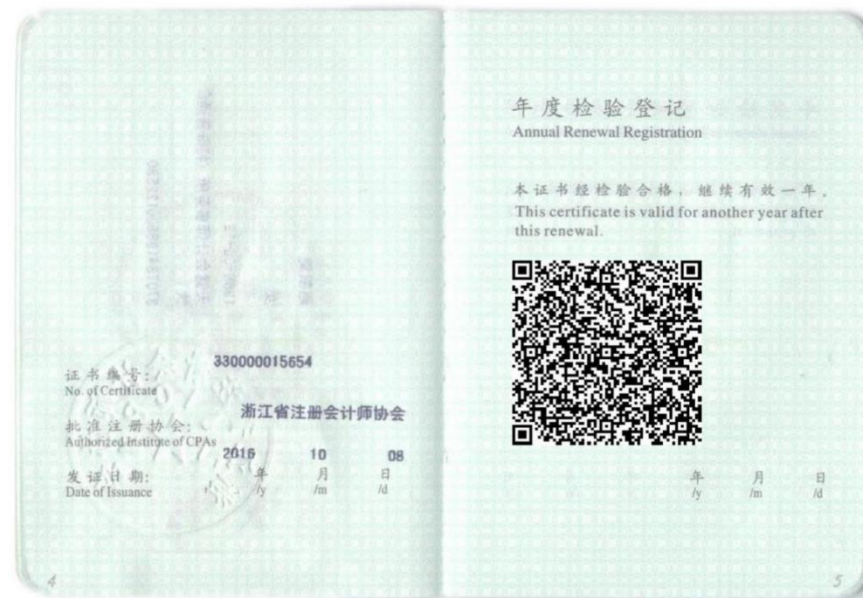 证书编号:
No. of Certificate
330000015654
批准注册协会:
Authorized Institute of CPAs
浙江省注册会计师协会
发证日期:
Date of Issuance
2016 10 08
年 月 日
/y /m /d
4
年度检验登记
Annual Renewal Registration
本证书经检验合格，继续有效一年。
This certificate is valid for another year after
this renewal.
年 月 日
/y /m /d
5